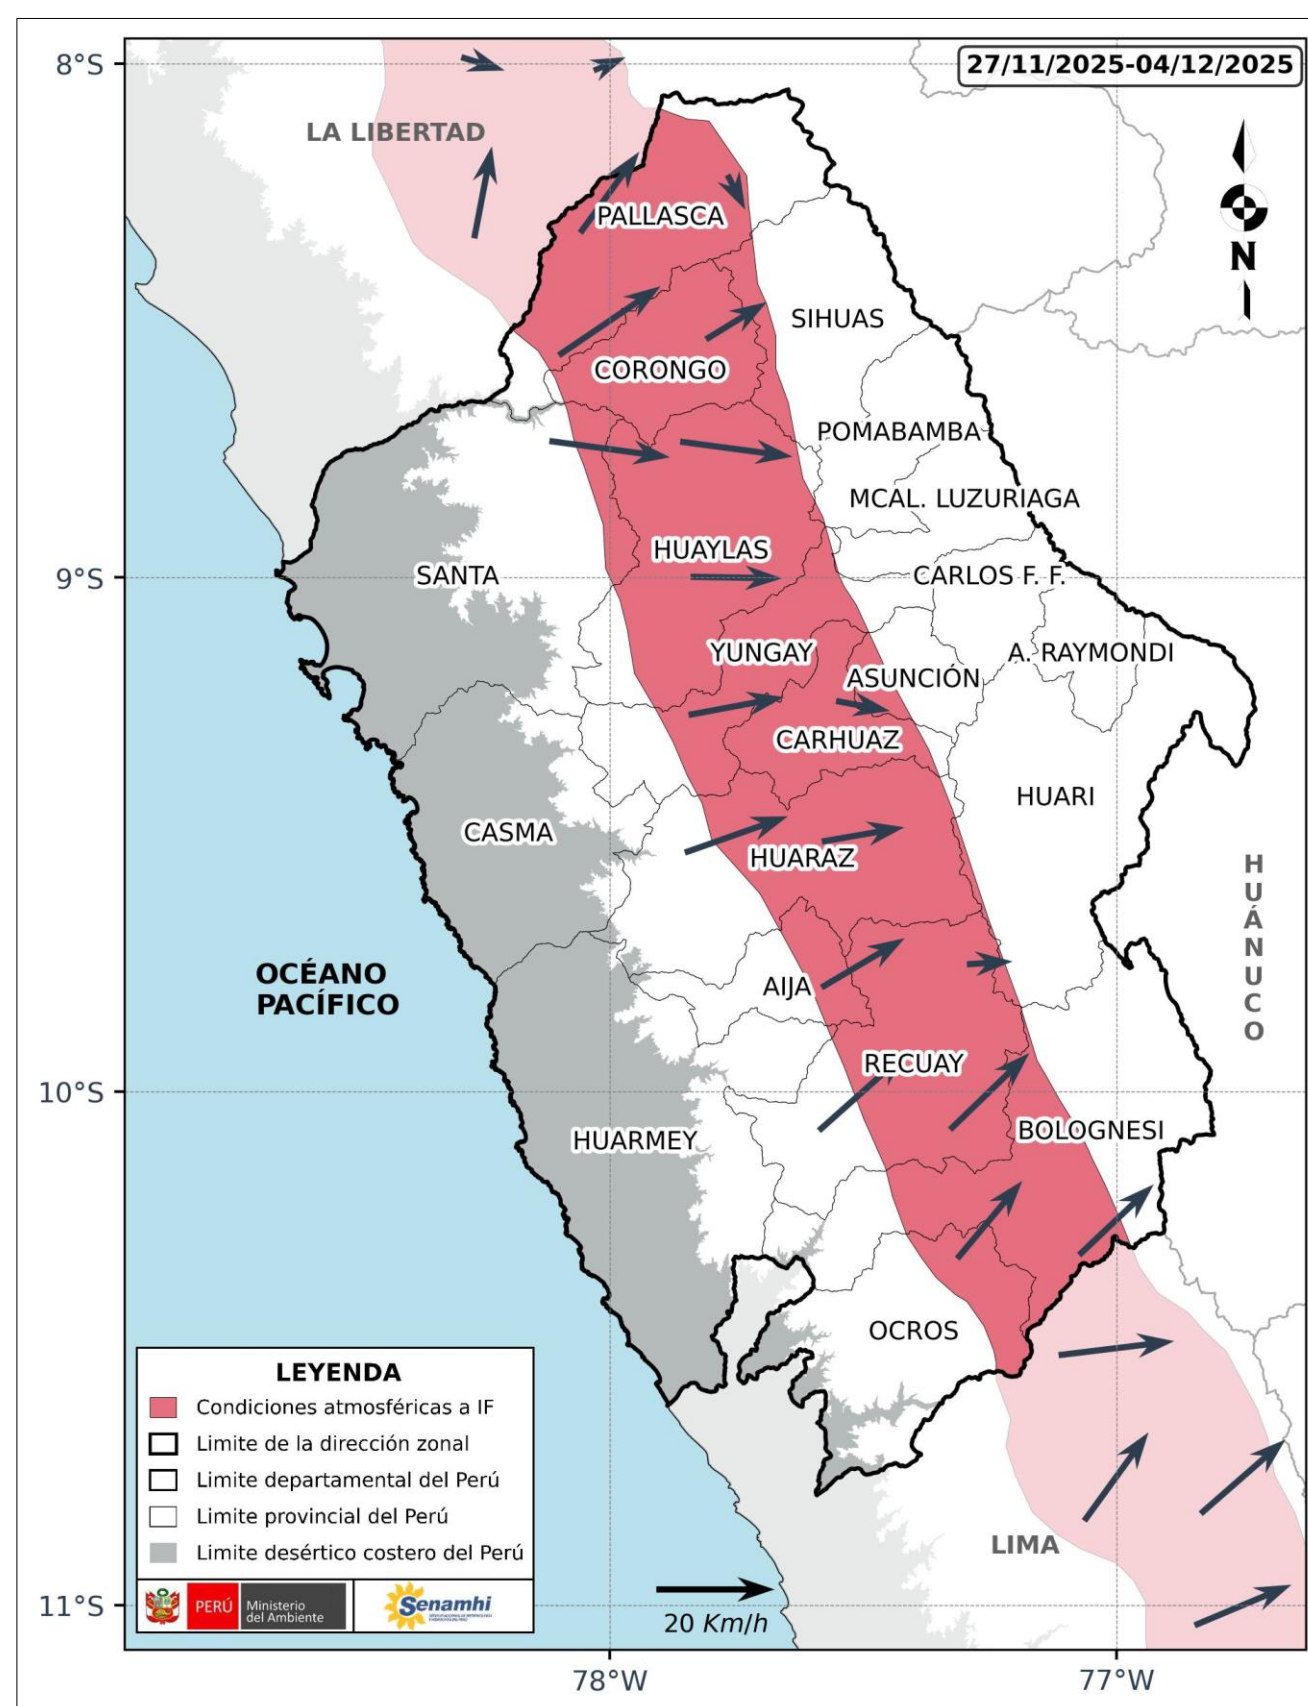 27/11/2025-04/12/2025
8°S
LA LIBERTAD
PALLASCA
N
SIHUAS
CORONGO
POMABAMBA
MCAL. LUZURIAGA
HUAYLAS
9°S
SANTA
CARLOS F. F.
YUNGAY
A. RAYMONDI
ASUNCIÓN
CARHUAZ
HUARI
CASMA
HUARAZ
HUÁNUCO
OCÉANO
PACÍFICO
AIJA
RECUAY
10°S
BOLOGNESI
HUARMEY
OCROS
LEYENDA
Condiciones atmosféricas a IF
Limite de la dirección zonal
Limite departamental del Perú
Limite provincial del Perú
Limite desértico costero del Perú
PERÚ
Ministerio
del Ambiente
Senamhi
LIMA
11°S
20 Km/h
78°W
77°W